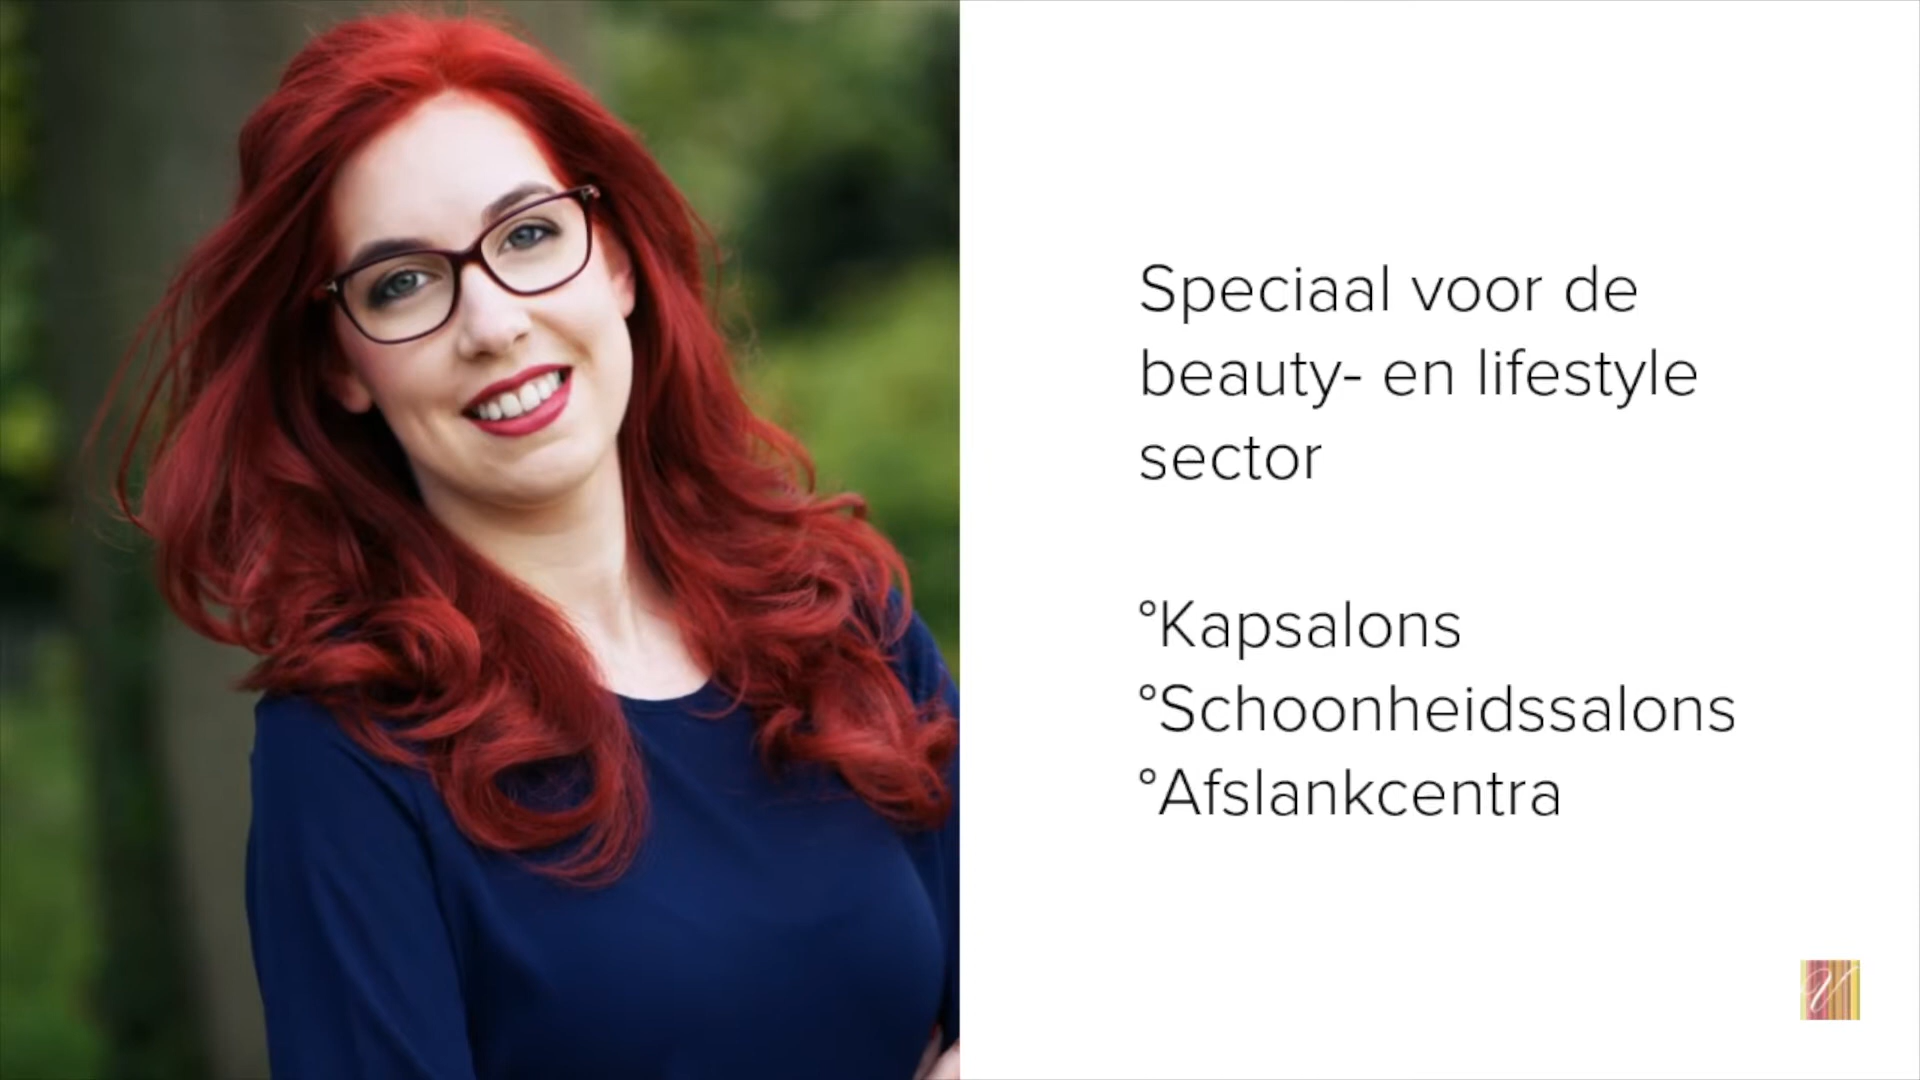 Speciaal voor de
beauty- en lifestyle
sector
°Kapsalons
°Schoonheidssalons
°Afslankcentra
V